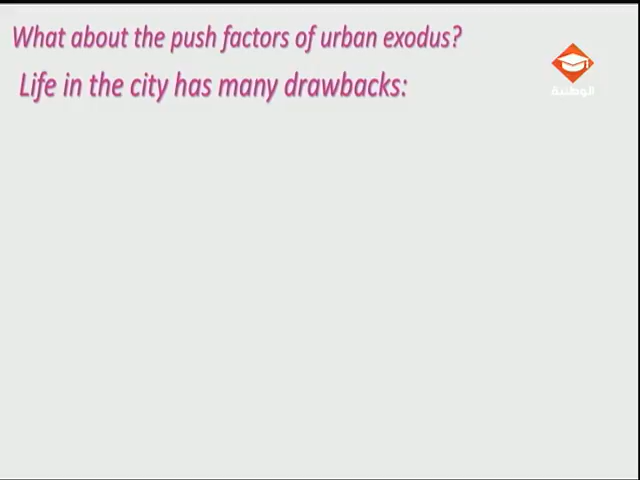 What about the push factors of urban exodus?
Life in the city has many drawbacks:
الوطنية